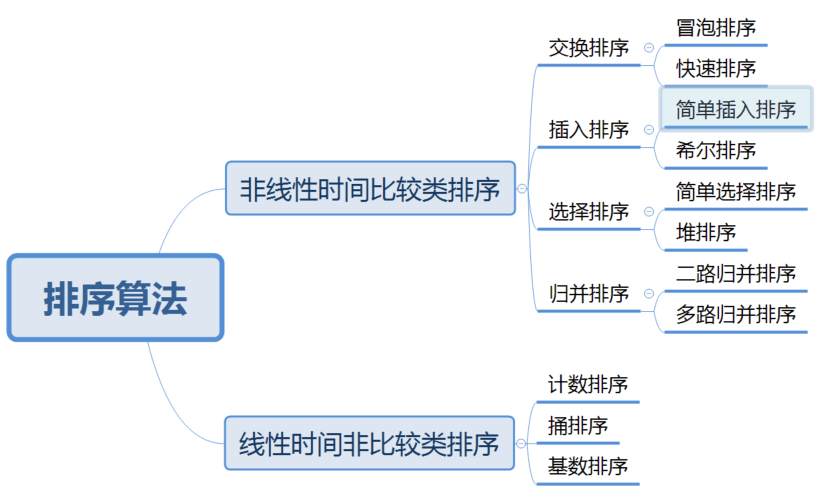 排序算法
非线性时间比较类排序
交换排序
冒泡排序
快速排序
插入排序
简单插入排序
希尔排序
选择排序
简单选择排序
堆排序
归并排序
二路归并排序
多路归并排序
线性时间非比较类排序
计数排序
捅排序
基数排序